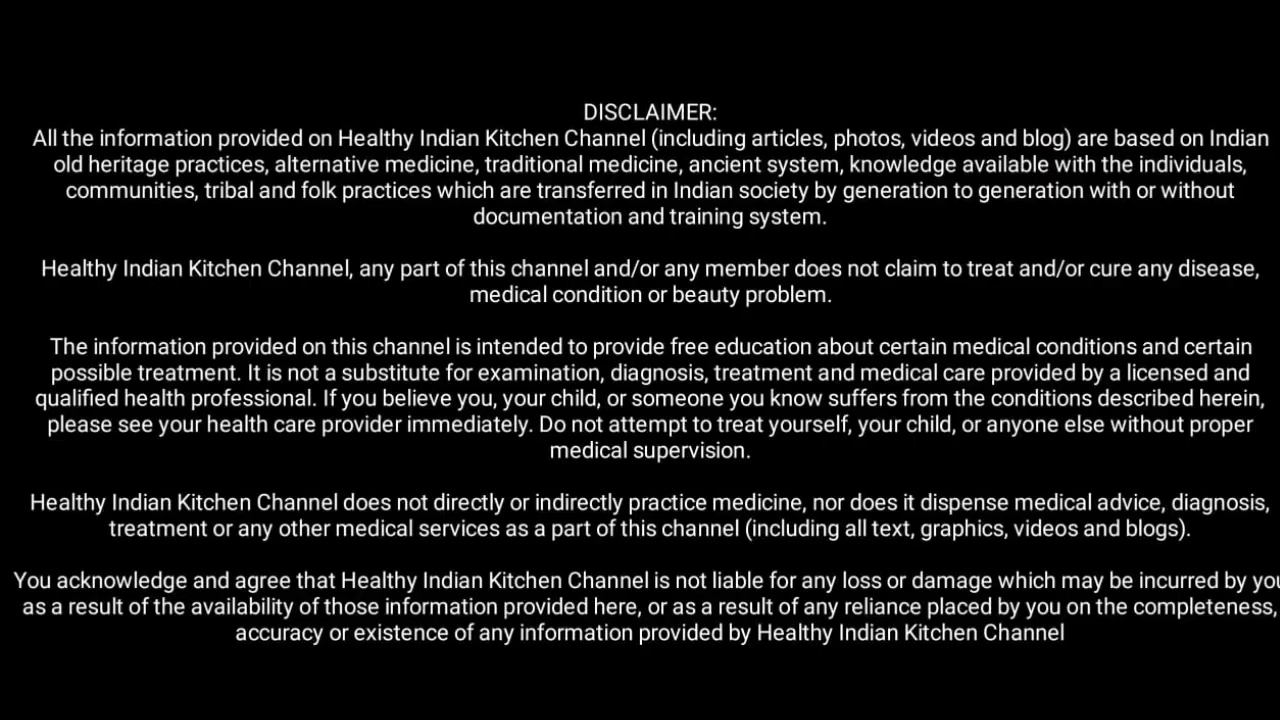 DISCLAIMER:
All the information provided on Healthy Indian Kitchen Channel (including articles, photos, videos and blog) are based on Indian
old heritage practices, alternative medicine, traditional medicine, ancient system, knowledge available with the individuals,
communities, tribal and folk practices which are transferred in Indian society by generation to generation with or without
documentation and training system.
Healthy Indian Kitchen Channel, any part of this channel and/or any member does not claim to treat and/or cure any disease,
medical condition or beauty problem.
The information provided on this channel is intended to provide free education about certain medical conditions and certain
possible treatment. It is not a substitute for examination, diagnosis, treatment and medical care provided by a licensed and
qualified health professional. If you believe you, your child, or someone you know suffers from the conditions described herein,
please see your health care provider immediately. Do not attempt to treat yourself, your child, or anyone else without proper
medical supervision.
Healthy Indian Kitchen Channel does not directly or indirectly practice medicine, nor does it dispense medical advice, diagnosis,
treatment or any other medical services as a part of this channel (including all text, graphics, videos and blogs).
You acknowledge and agree that Healthy Indian Kitchen Channel is not liable for any loss or damage which may be incurred by you
as a result of the availability of those information provided here, or as a result of any reliance placed by you on the completeness,
accuracy or existence of any information provided by Healthy Indian Kitchen Channel